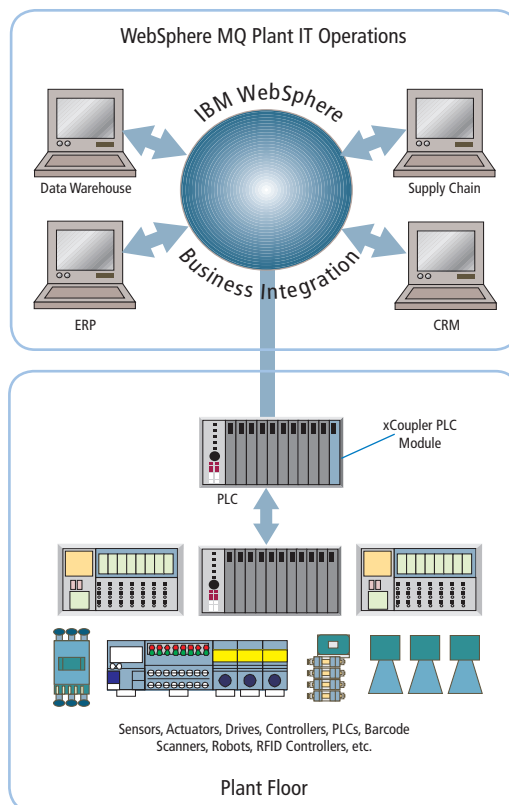 WebSphere MQ Plant IT Operations
IBM WebSphere
Data Warehouse
Supply Chain
Business Integration
ERP
CRM
xCoupler PLC
Module
PLC
Sensors, Actuators, Drives, Controllers, PLCs, Barcode
Scanners, Robots, RFID Controllers, etc.
Plant Floor